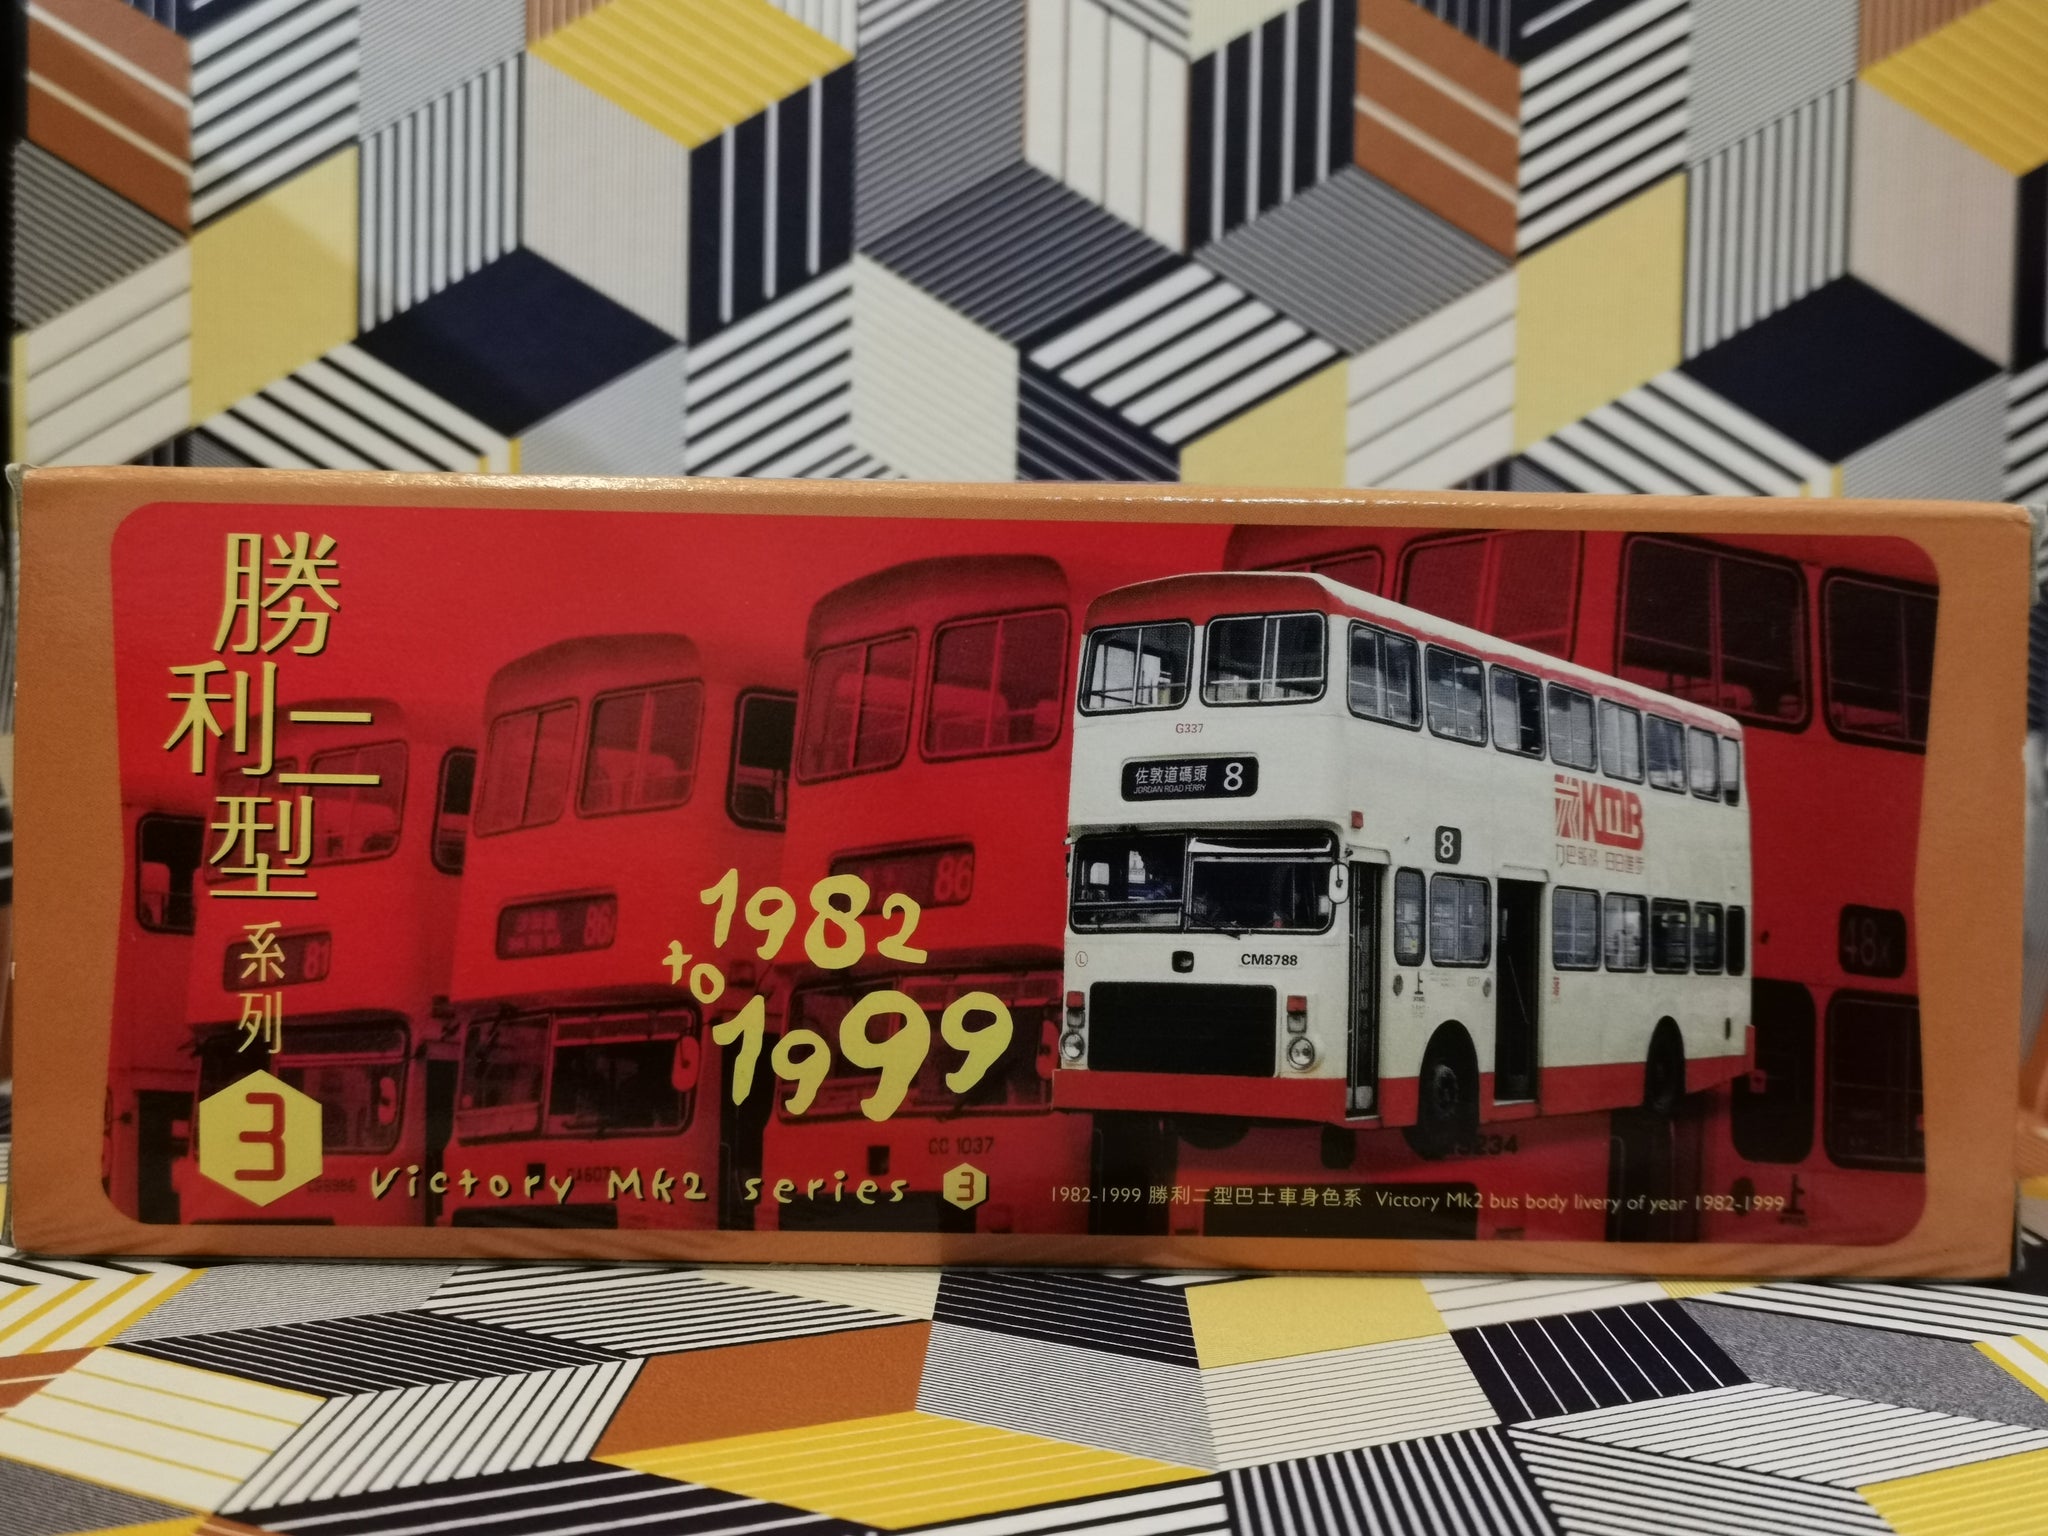 勝利二型
系列
3
1982
to
1999
Victory Mk2 series 3
G337
佐敦道碼頭 8
JORDAN ROAD FERRY
8
KMB
CM8788
L
上
81
86
48X
CC 1037
1982-1999 勝利二型巴士車身色系 Victory Mk2 bus body livery of year 1982-1999